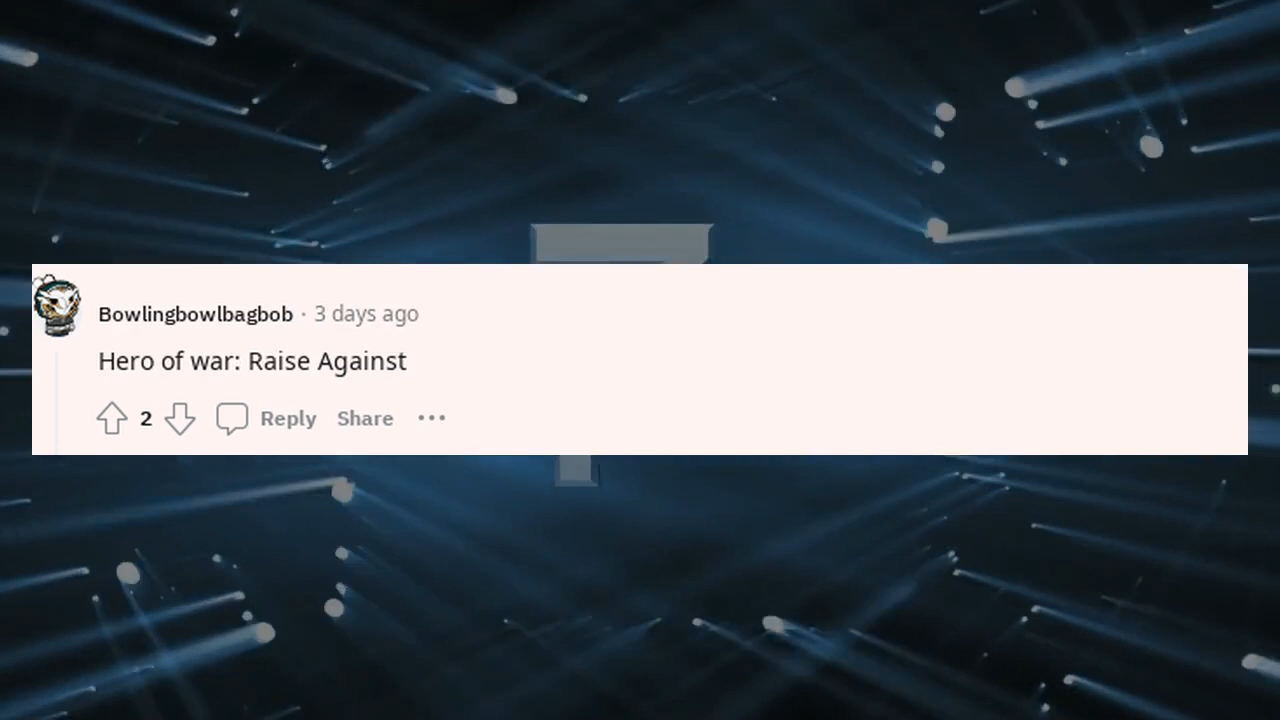 Bowlingbowlbagbob · 3 days ago
Hero of war: Raise Against
2 Reply Share ···